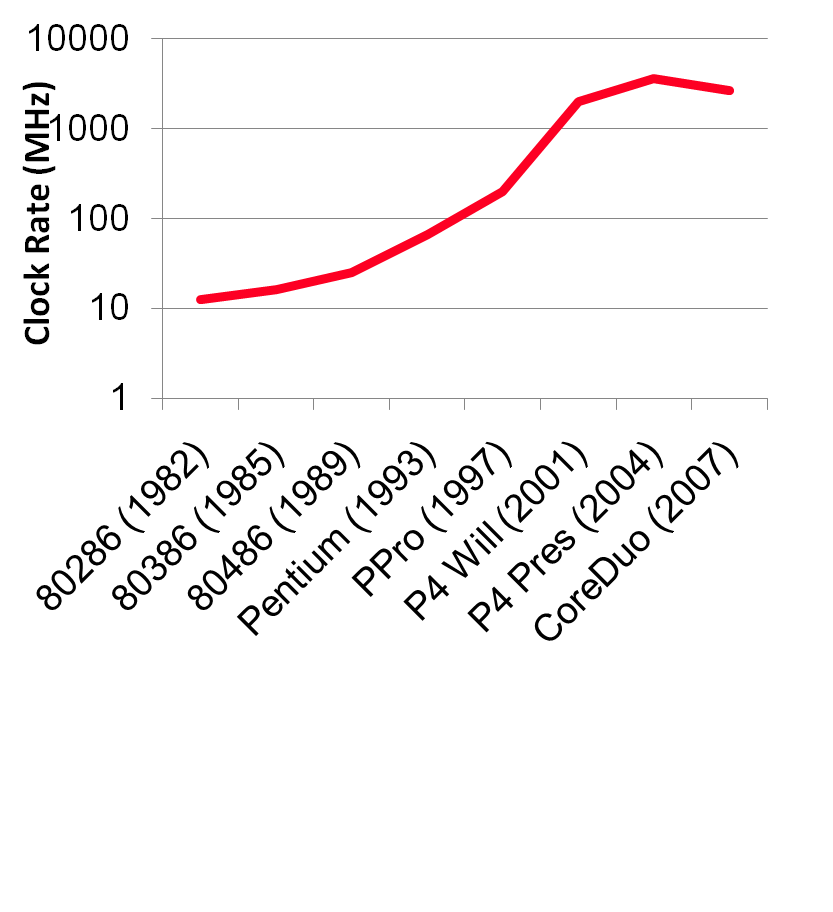 Clock Rate (MHz)
10000
1000
100
10
1
80286 (1982)
80386 (1985)
80486 (1989)
Pentium (1993)
PPro (1997)
P4 Will (2001)
P4 Pres (2004)
CoreDuo (2007)